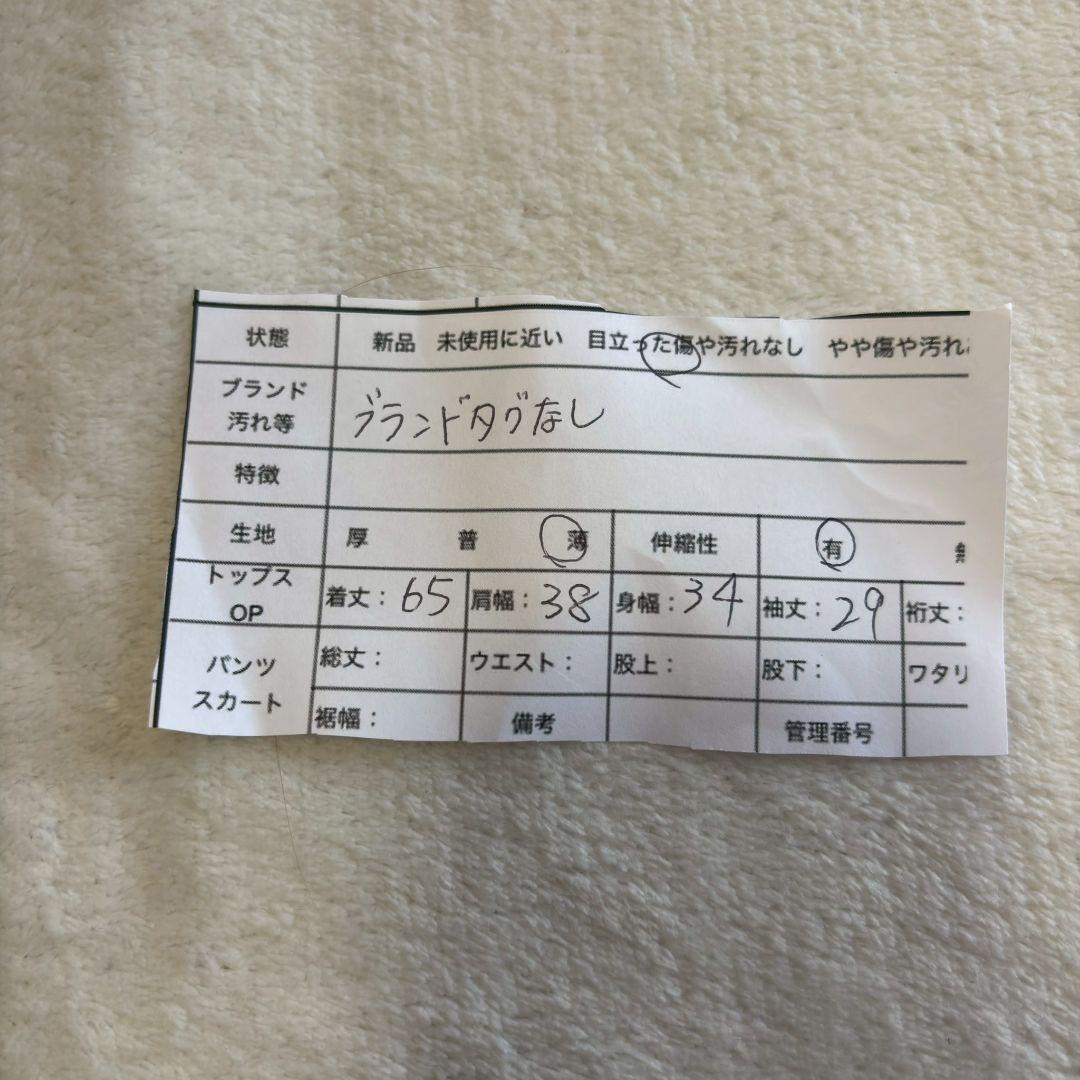 状態 新品 未使用に近い 目立った傷や汚れなし やや傷や汚れ
ブランド
汚れ等
ブランドタグなし
特徴
生地 厚 普 薄 伸縮性 有
トップス
OP
着丈：65 肩幅：38 身幅：34 袖丈：29 裄丈：
パンツ
スカート
総丈： ウエスト： 股上： 股下： ワタリ
裾幅： 備考 管理番号